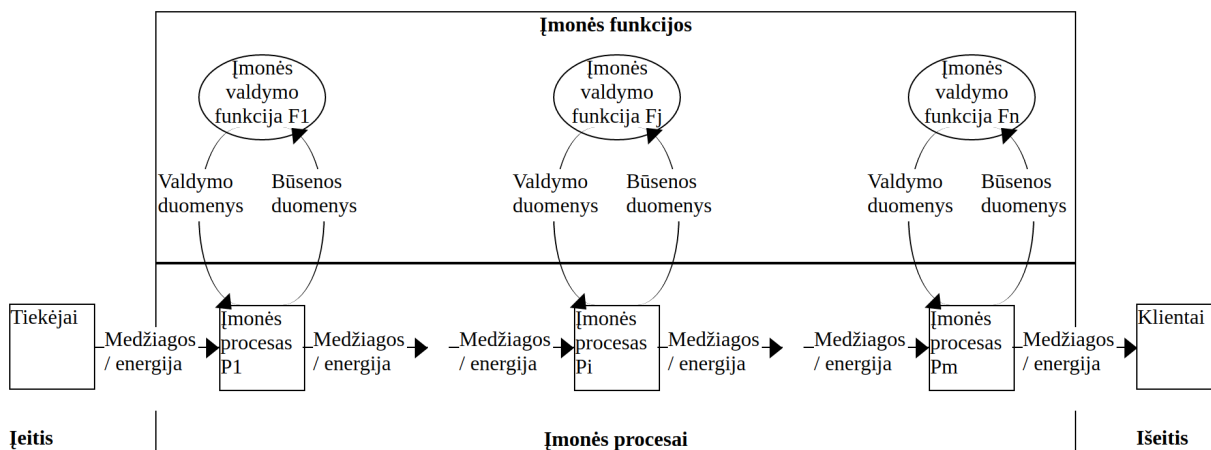 Įmonės funkcijos
Įmonės
valdymo
funkcija F1
Įmonės
valdymo
funkcija Fj
Įmonės
valdymo
funkcija Fn
Valdymo
duomenys
Būsenos
duomenys
Valdymo
duomenys
Būsenos
duomenys
Valdymo
duomenys
Būsenos
duomenys
Tiekėjai
Medžiagos
/ energija
Įmonės
procesas
P1
Medžiagos
/ energija
Medžiagos
/ energija
Įmonės
procesas
Pi
Medžiagos
/ energija
Medžiagos
/ energija
Įmonės
procesas
Pm
Medžiagos
/ energija
Klientai
Įeitis
Įmonės procesai
Išeitis